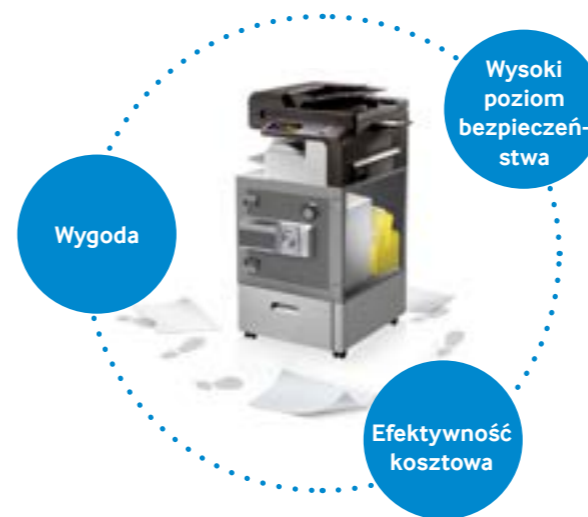 Wysoki
poziom
bezpieczeń-
stwa
Wygoda
Efektywność
kosztowa